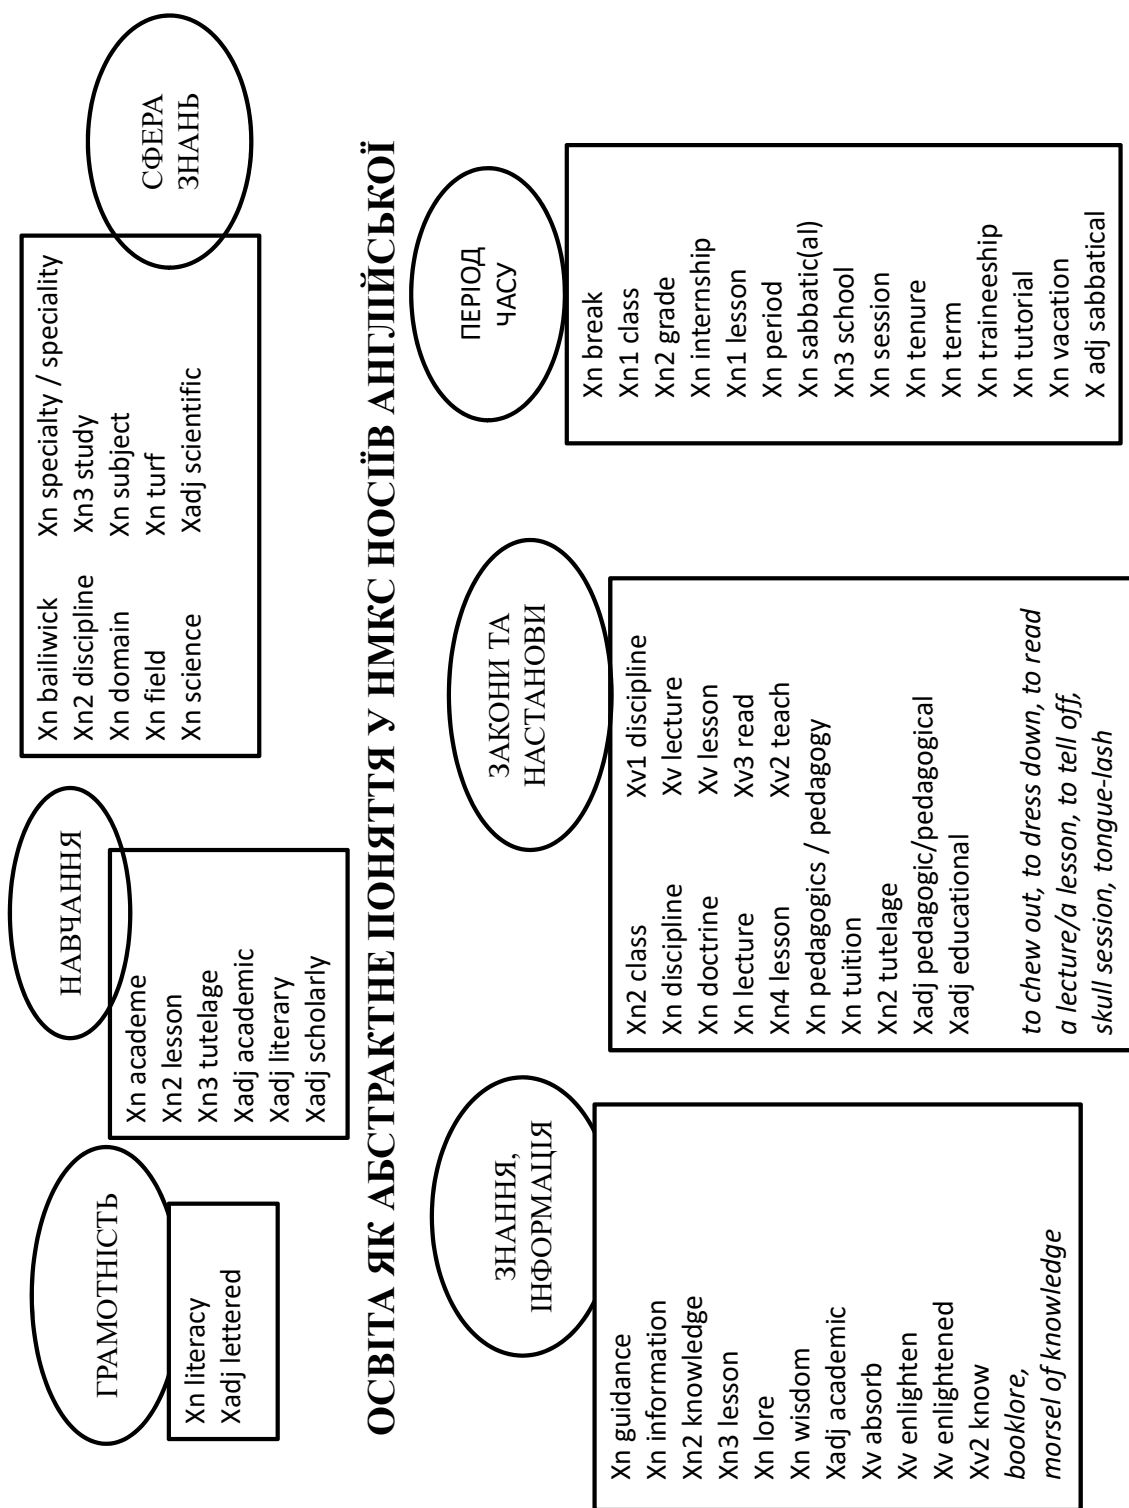 ГРАМОТНІСТЬ
Xn literacy
Xadj lettered
НАВЧАННЯ
Xn academe
Xn2 lesson
Xn3 tutelage
Xadj academic
Xadj literary
Xadj scholarly
СФЕРА
ЗНАНЬ
Xn bailiwick
Xn2 discipline
Xn domain
Xn field
Xn science
Xn specialty / speciality
Xn3 study
Xn subject
Xn turf
Xadj scientific
ОСВІТА ЯК АБСТРАКТНЕ ПОНЯТТЯ У НМКС НОСІЇВ АНГЛІЙСЬКОЇ
ЗНАННЯ,
ІНФОРМАЦІЯ
Xn guidance
Xn information
Xn2 knowledge
Xn3 lesson
Xn lore
Xn wisdom
Xadj academic
Xv absorb
Xv enlighten
Xv enlightened
Xv2 know
booklore,
morsel of knowledge
ЗАКОНИ ТА
НАСТАНОВИ
Xn2 class
Xn discipline
Xn doctrine
Xn lecture
Xn4 lesson
Xn pedagogics / pedagogy
Xn tuition
Xn2 tutelage
Xadj pedagogic/pedagogical
Xadj educational
Xv1 discipline
Xv lecture
Xv lesson
Xv3 read
Xv2 teach
to chew out, to dress down, to read
a lecture/a lesson, to tell off,
skull session, tongue-lash
ПЕРІОД
ЧАСУ
Xn break
Xn1 class
Xn2 grade
Xn internship
Xn1 lesson
Xn period
Xn sabbatic(al)
Xn3 school
Xn session
Xn tenure
Xn term
Xn traineeship
Xn tutorial
Xn vacation
X adj sabbatical